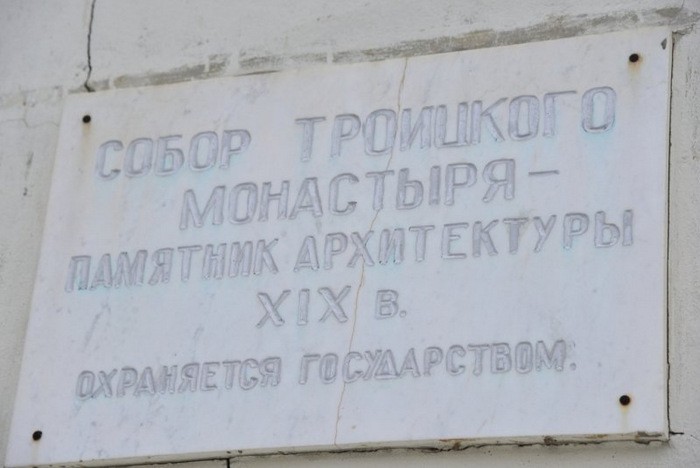 СОБОР ТРОИЦКОГО
МОНАСТЫРЯ –
ПАМЯТНИК АРХИТЕКТУРЫ
XIX В.
ОХРАНЯЕТСЯ ГОСУДАРСТВОМ.